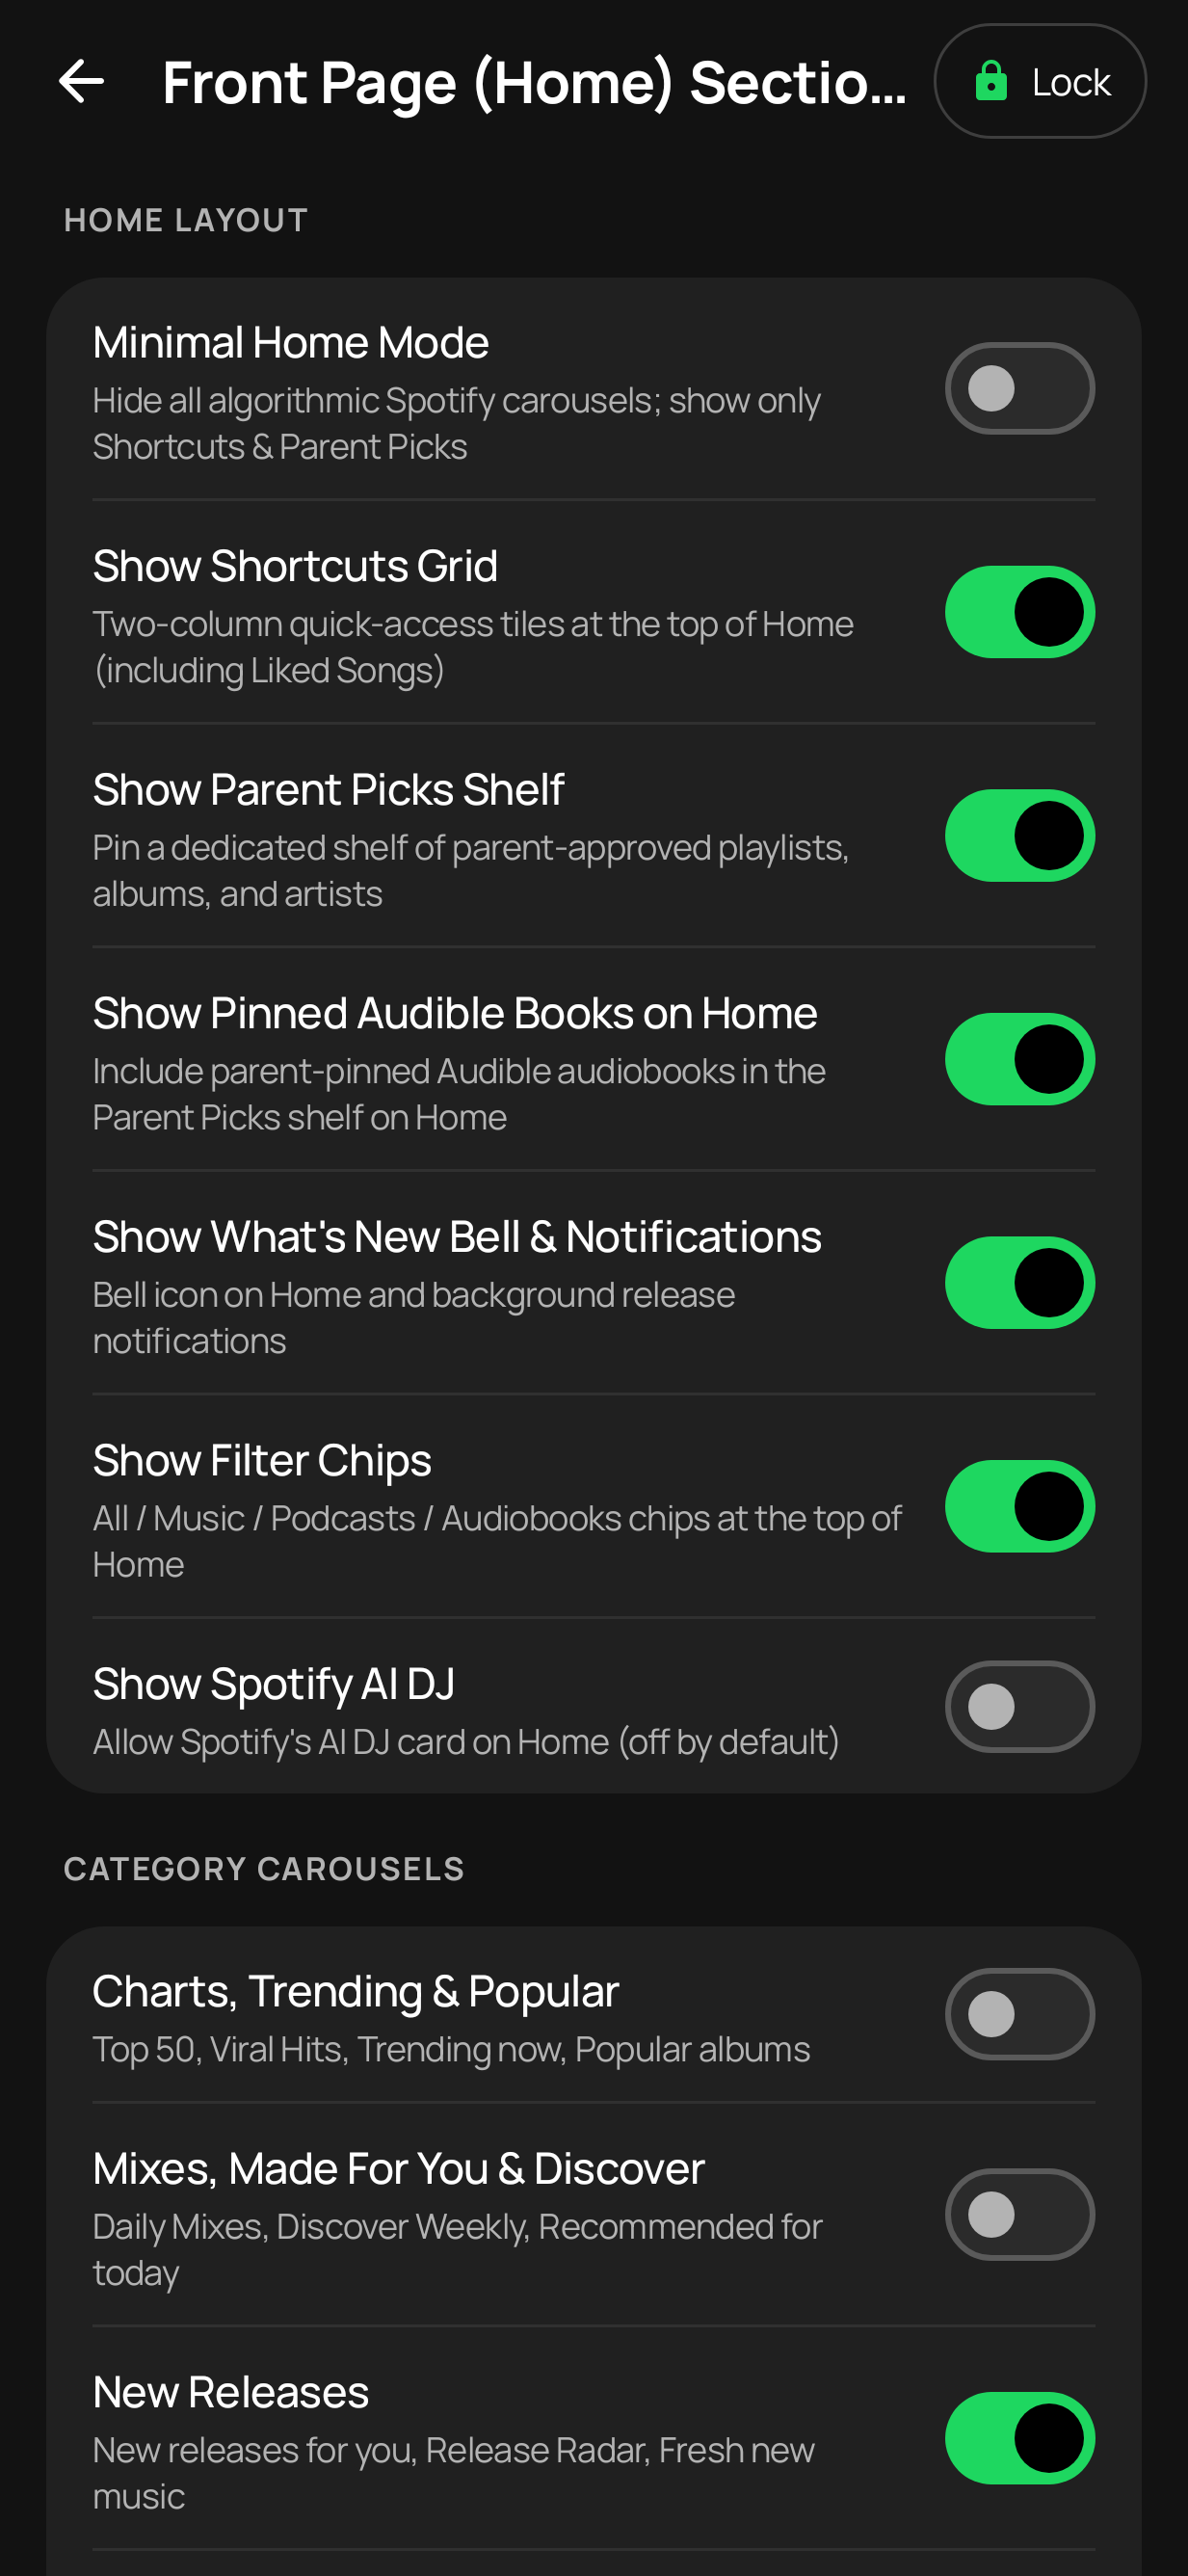 Front Page (Home) Sectio...
Lock
HOME LAYOUT
Minimal Home Mode
Hide all algorithmic Spotify carousels; show only
Shortcuts & Parent Picks
Show Shortcuts Grid
Two-column quick-access tiles at the top of Home
(including Liked Songs)
Show Parent Picks Shelf
Pin a dedicated shelf of parent-approved playlists,
albums, and artists
Show Pinned Audible Books on Home
Include parent-pinned Audible audiobooks in the
Parent Picks shelf on Home
Show What's New Bell & Notifications
Bell icon on Home and background release
notifications
Show Filter Chips
All / Music / Podcasts / Audiobooks chips at the top of
Home
Show Spotify AI DJ
Allow Spotify's AI DJ card on Home (off by default)
CATEGORY CAROUSELS
Charts, Trending & Popular
Top 50, Viral Hits, Trending now, Popular albums
Mixes, Made For You & Discover
Daily Mixes, Discover Weekly, Recommended for
today
New Releases
New releases for you, Release Radar, Fresh new
music